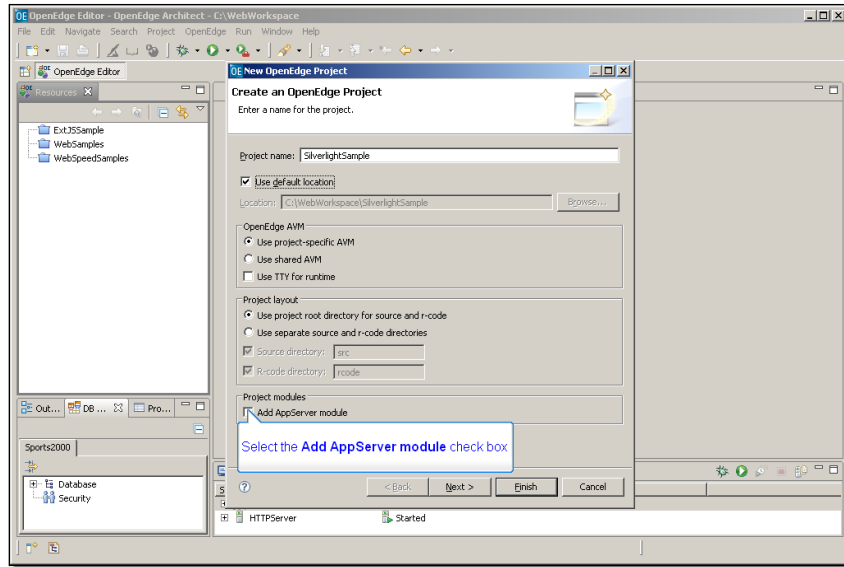 OpenEdge Editor - OpenEdge Architect - C:\WebWorkspace
File Edit Navigate Search Project OpenEdge Run Window Help
OpenEdge Editor
Resources
ExtJSSample
WebSamples
WebSpeedSamples
New OpenEdge Project
Create an OpenEdge Project
Enter a name for the project.
Project name: SilverlightSample
Use default location
Location: C:\WebWorkspace\SilverlightSample Browse...
OpenEdge AVM
Use project-specific AVM
Use shared AVM
Use TTY for runtime
Project layout
Use project root directory for source and r-code
Use separate source and r-code directories
Source directory: src
R-code directory: rcode
Project modules
Add AppServer module
Select the Add AppServer module check box
< Back Next > Finish Cancel
Out... DB ... Pro...
Sports2000
Database
Security
HTTPServer Started